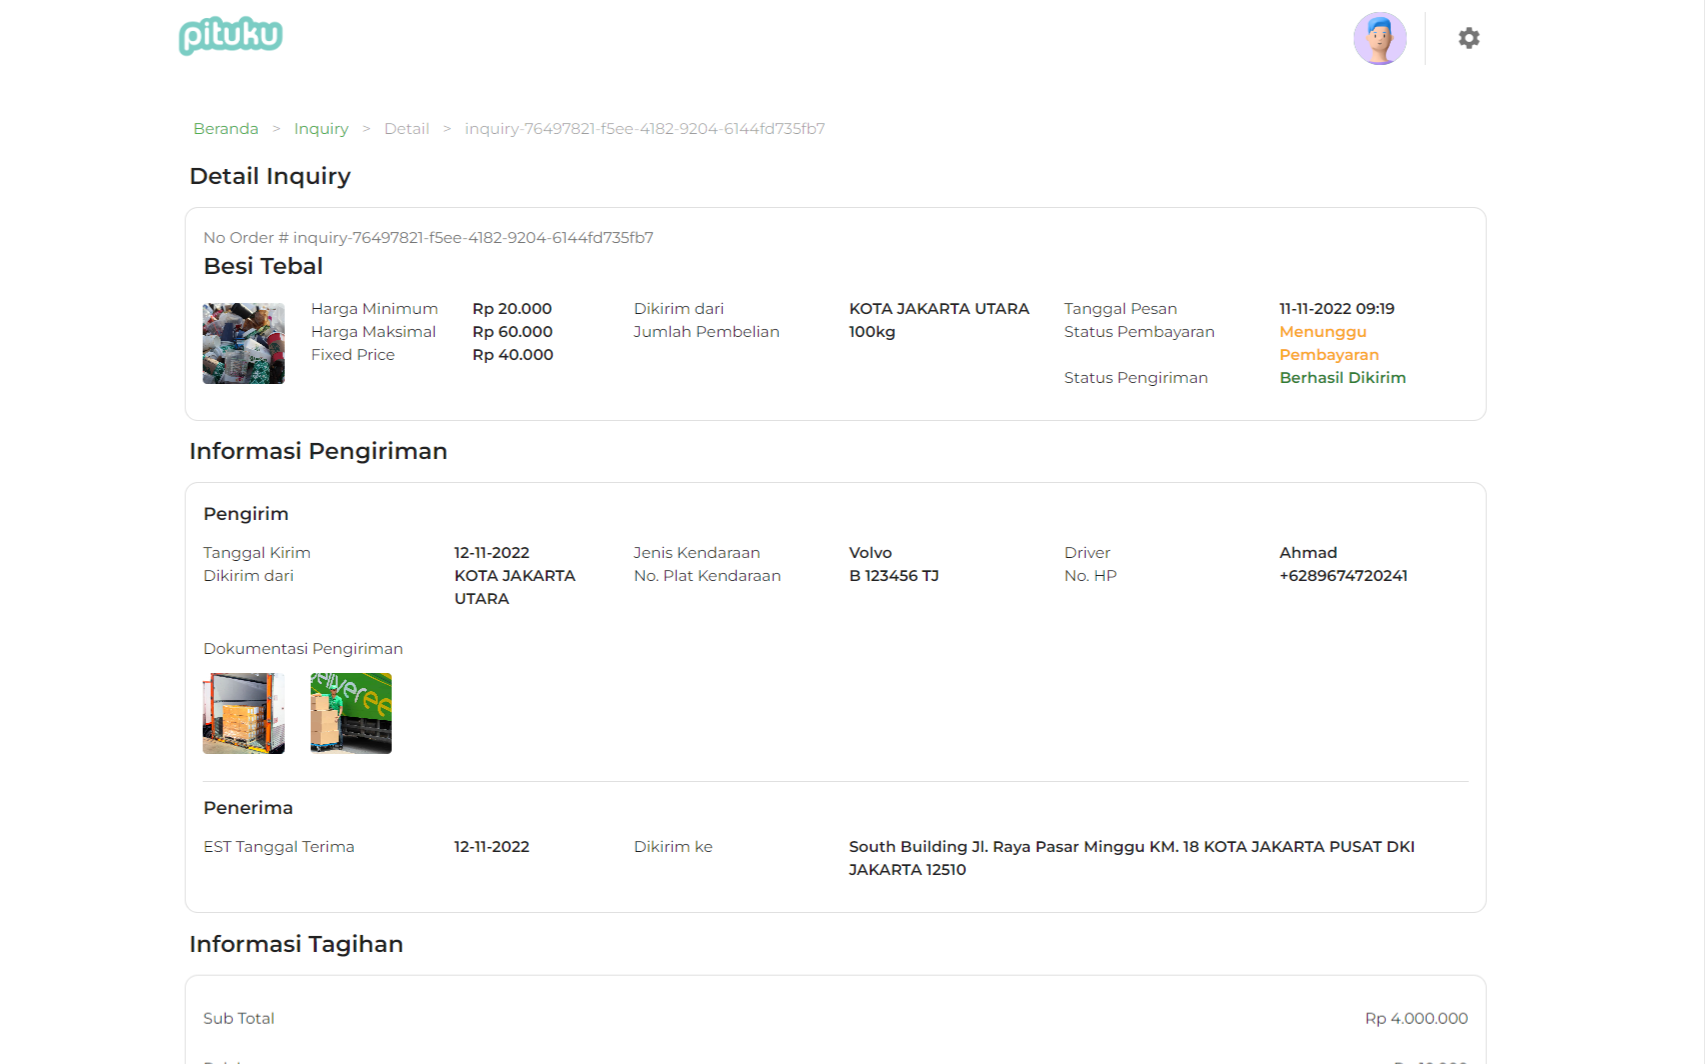 pituku
Beranda > Inquiry > Detail > inquiry-76497821-f5ee-4182-9204-6144fd735fb7
Detail Inquiry
No Order # inquiry-76497821-f5ee-4182-9204-6144fd735fb7
Besi Tebal
Harga Minimum Rp 20.000 Dikirim dari KOTA JAKARTA UTARA Tanggal Pesan 11-11-2022 09:19
Harga Maksimal Rp 60.000 Jumlah Pembelian 100kg Status Pembayaran Menunggu
Fixed Price Rp 40.000 Pembayaran
Status Pengiriman Berhasil Dikirim
Informasi Pengiriman
Pengirim
Tanggal Kirim 12-11-2022 Jenis Kendaraan Volvo Driver Ahmad
Dikirim dari KOTA JAKARTA No. Plat Kendaraan B 123456 TJ No. HP +6289674720241
UTARA
Dokumentasi Pengiriman
deliveree
Penerima
EST Tanggal Terima 12-11-2022 Dikirim ke South Building Jl. Raya Pasar Minggu KM. 18 KOTA JAKARTA PUSAT DKI
JAKARTA 12510
Informasi Tagihan
Sub Total Rp 4.000.000